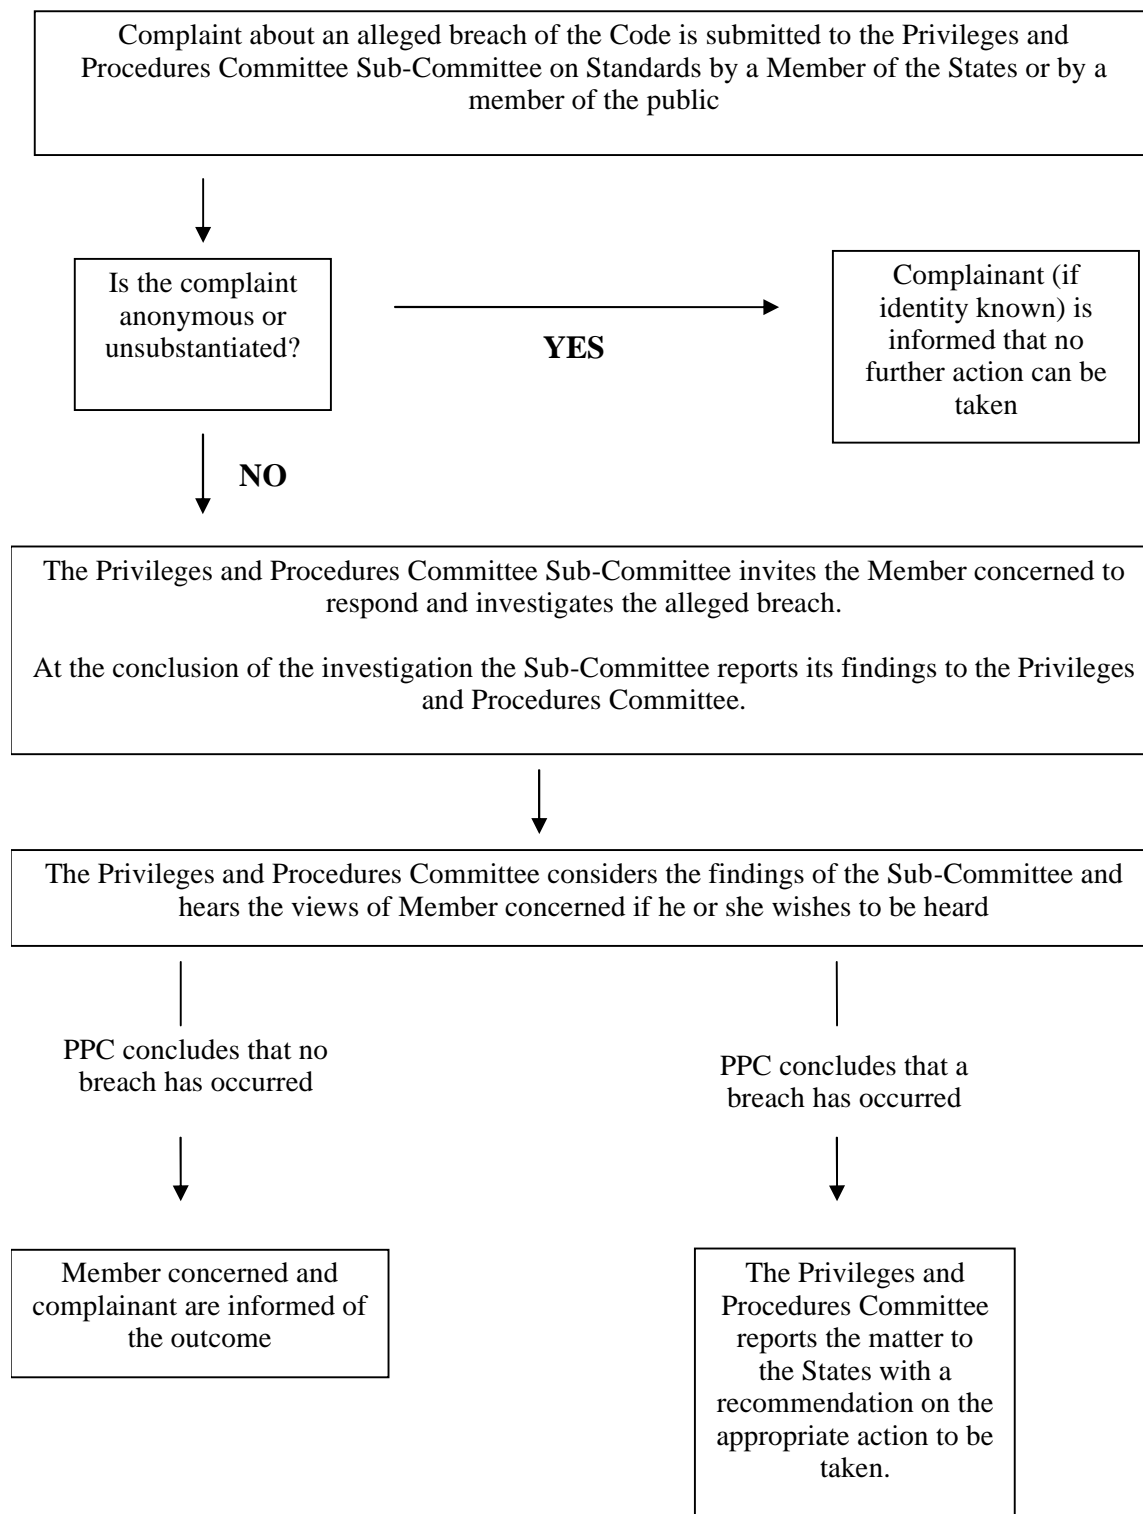 Complaint about an alleged breach of the Code is submitted to the Privileges and
Procedures Committee Sub-Committee on Standards by a Member of the States or by a
member of the public
Is the complaint
anonymous or
unsubstantiated?
YES
Complainant (if
identity known) is
informed that no
further action can be
taken
NO
The Privileges and Procedures Committee Sub-Committee invites the Member concerned to
respond and investigates the alleged breach.
At the conclusion of the investigation the Sub-Committee reports its findings to the Privileges
and Procedures Committee.
The Privileges and Procedures Committee considers the findings of the Sub-Committee and
hears the views of Member concerned if he or she wishes to be heard
PPC concludes that no
breach has occurred
PPC concludes that a
breach has occurred
Member concerned and
complainant are informed of
the outcome
The Privileges and
Procedures Committee
reports the matter to
the States with a
recommendation on the
appropriate action to be
taken.